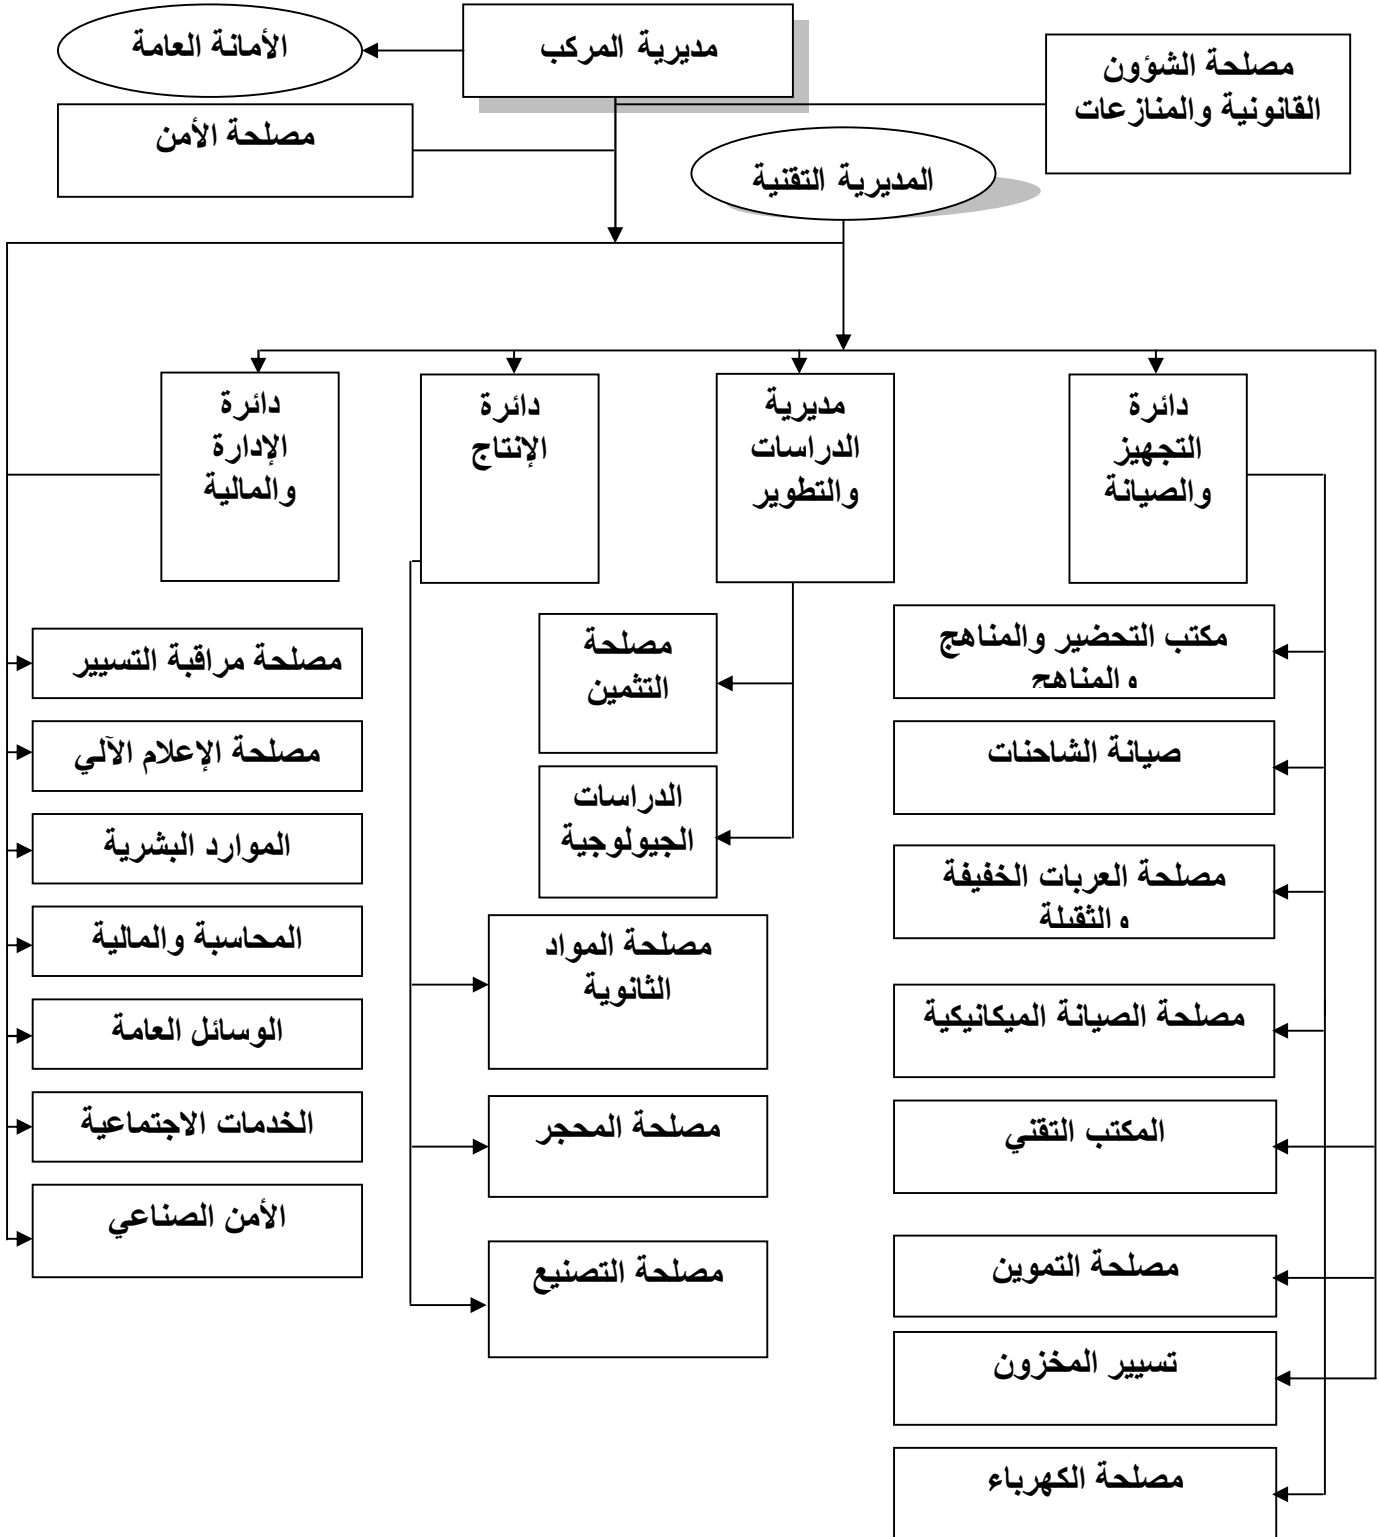 مديرية المركب
الأمانة العامة
مصلحة الشؤون
القانونية والمنازعات
مصلحة الأمن
المديرية التقنية
دائرة
التجهيز
والصيانة
مديرية
الدراسات
والتطوير
دائرة
الإنتاج
دائرة
الإدارة
والمالية
مكتب التحضير والمناهج
والمناهج
صيانة الشاحنات
مصلحة العربات الخفيفة
والثقيلة
مصلحة الصيانة الميكانيكية
المكتب التقني
مصلحة التموين
تسيير المخزون
مصلحة الكهرباء
مصلحة
التثمين
الدراسات
الجيولوجية
مصلحة المواد
الثانوية
مصلحة المحجر
مصلحة التصنيع
مصلحة مراقبة التسيير
مصلحة الإعلام الآلي
الموارد البشرية
المحاسبة والمالية
الوسائل العامة
الخدمات الاجتماعية
الأمن الصناعي